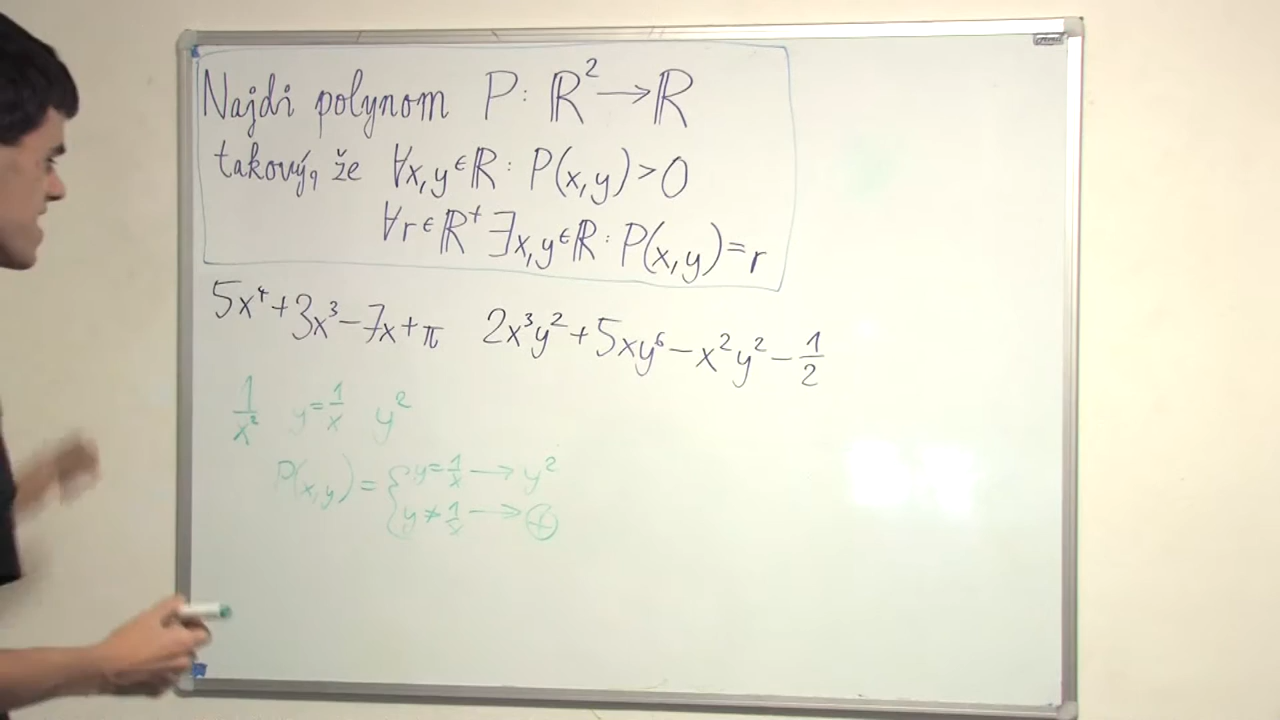 Najdi polynom P: ℝ² → ℝ
takový, že ∀x,y∈ℝ: P(x,y) > 0
∀r∈ℝ⁺ ∃x,y∈ℝ: P(x,y) = r
5x⁴ + 3x³ − 7x + π 2x³y² + 5xy⁶ − x²y² − 1/2
1/x² y = 1/x y²
P(x,y) = { y = 1/x → y²
y ≠ 1/x → ⊕